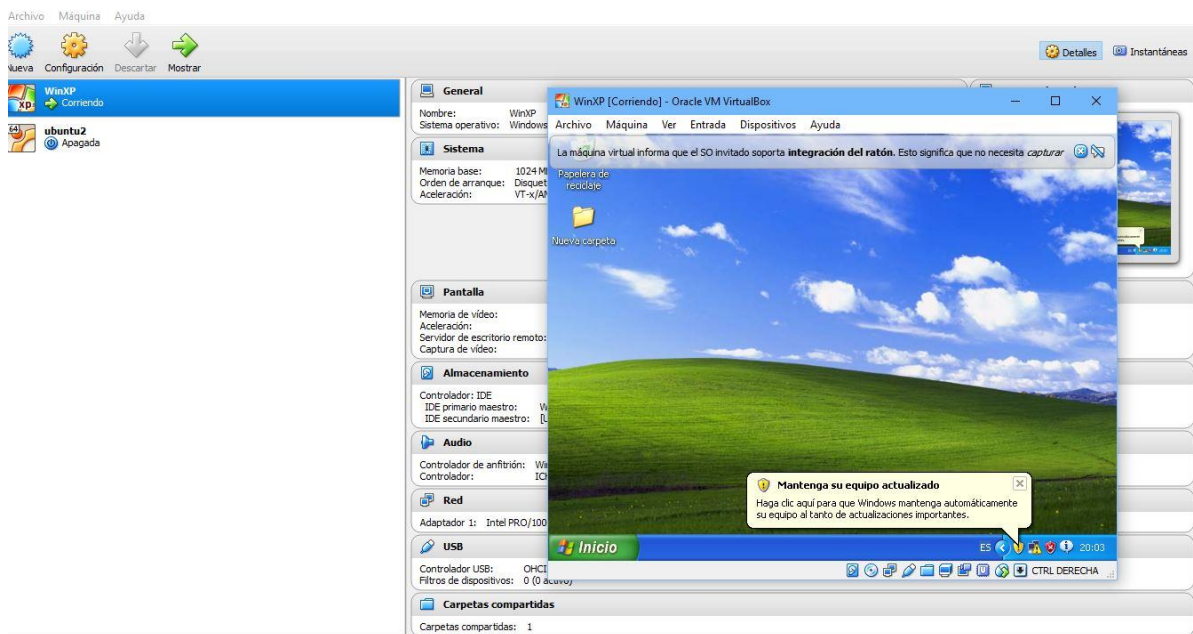 Archivo Máquina Ayuda
Nueva Configuración Descartar Mostrar
Detalles Instantáneas
WinXP
Corriendo
64
ubuntu2
Apagada
General
Nombre: WinXP
Sistema operativo: Windows
Sistema
Memoria base: 1024
Orden de arranque:
Aceleración:
Pantalla
Memoria de vídeo:
Aceleración:
Servidor de escritorio remoto:
Captura de vídeo:
Almacenamiento
Controlador: IDE
IDE primario maestro:
IDE secundario maestro:
Audio
Controlador de anfitrión:
Controlador:
Red
Adaptador 1: Intel PRO/100
USB
Controlador USB: OHCI
Filtros de dispositivos: 0
Carpetas compartidas
Carpetas compartidas: 1
WinXP [Corriendo] - Oracle VM VirtualBox
Archivo Máquina Ver Entrada Dispositivos Ayuda
La máquina virtual informa que el SO invitado soporta integración del ratón. Esto significa que no necesita capturar
Papelera de
reciclaje
Nueva carpeta
Mantenga su equipo actualizado
Haga clic aquí para que Windows mantenga automáticamente
su equipo al tanto de actualizaciones importantes.
Inicio
ES 20:03
CTRL DERECHA